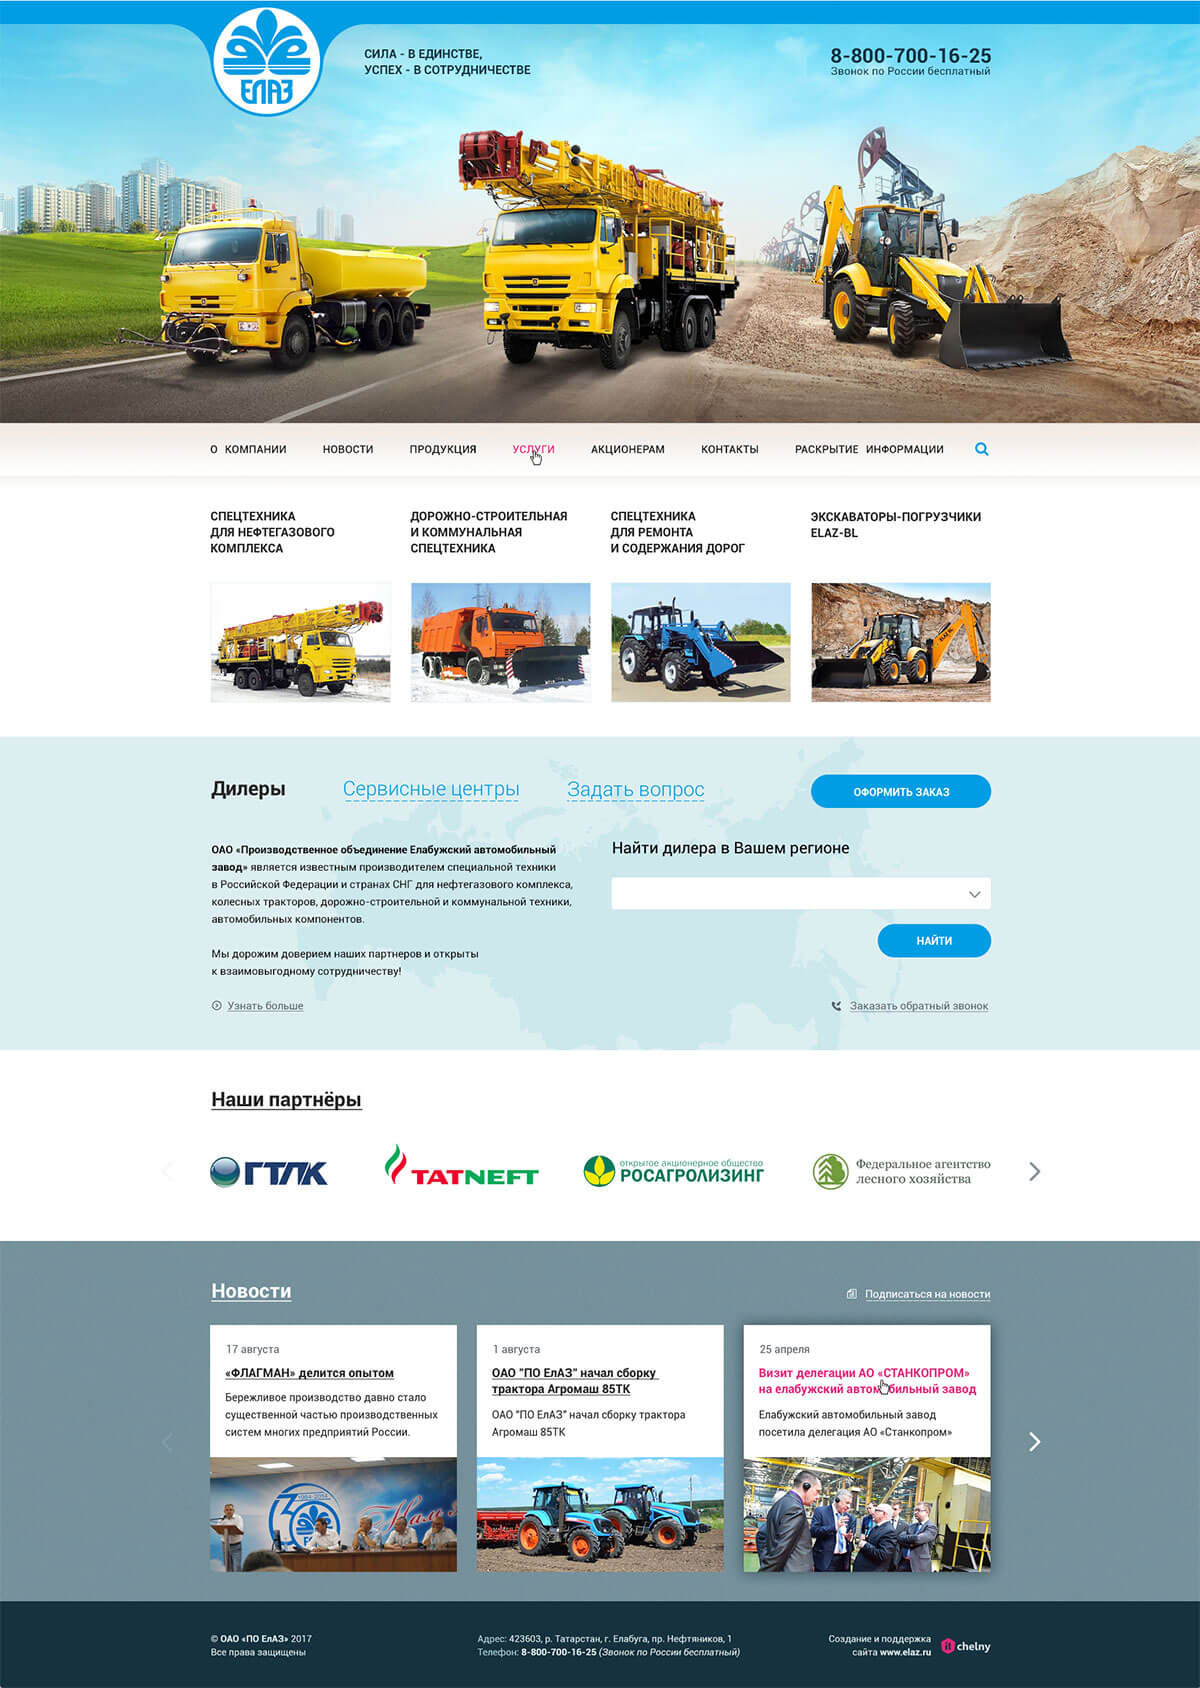 ЕЛАЗ
СИЛА - В ЕДИНСТВЕ,
УСПЕХ - В СОТРУДНИЧЕСТВЕ
8-800-700-16-25
Звонок по России бесплатный
О КОМПАНИИ НОВОСТИ ПРОДУКЦИЯ УСЛУГИ АКЦИОНЕРАМ КОНТАКТЫ РАСКРЫТИЕ ИНФОРМАЦИИ
СПЕЦТЕХНИКА
ДЛЯ НЕФТЕГАЗОВОГО
КОМПЛЕКСА
ДОРОЖНО-СТРОИТЕЛЬНАЯ
И КОММУНАЛЬНАЯ
СПЕЦТЕХНИКА
СПЕЦТЕХНИКА
ДЛЯ РЕМОНТА
И СОДЕРЖАНИЯ ДОРОГ
ЭКСКАВАТОРЫ-ПОГРУЗЧИКИ
ELAZ-BL
Дилеры Сервисные центры Задать вопрос
ОФОРМИТЬ ЗАКАЗ
ОАО «Производственное объединение Елабужский автомобильный
завод» является известным производителем специальной техники
в Российской Федерации и странах СНГ для нефтегазового комплекса,
колесных тракторов, дорожно-строительной и коммунальной техники,
автомобильных компонентов.
Мы дорожим доверием наших партнеров и открыты
к взаимовыгодному сотрудничеству!
Узнать больше
Найти дилера в Вашем регионе
НАЙТИ
Заказать обратный звонок
Наши партнёры
ГТЛК
TATNEFT
открытое акционерное общество
РОСАГРОЛИЗИНГ
Федеральное агентство
лесного хозяйства
Новости
Подписаться на новости
17 августа
«ФЛАГМАН» делится опытом
Бережливое производство давно стало
существенной частью производственных
систем многих предприятий России.
1 августа
ОАО "ПО ЕлАЗ" начал сборку
трактора Агромаш 85ТК
ОАО "ПО ЕлАЗ" начал сборку трактора
Агромаш 85ТК
25 апреля
Визит делегации АО «СТАНКОПРОМ»
на елабужский автомобильный завод
Елабужский автомобильный завод
посетила делегация АО «Станкопром»
© ОАО «ПО ЕлАЗ» 2017
Все права защищены
Адрес: 423603, р. Татарстан, г. Елабуга, пр. Нефтяников, 1
Телефон: 8-800-700-16-25 (Звонок по России бесплатный)
Создание и поддержка
сайта www.elaz.ru
it chelny